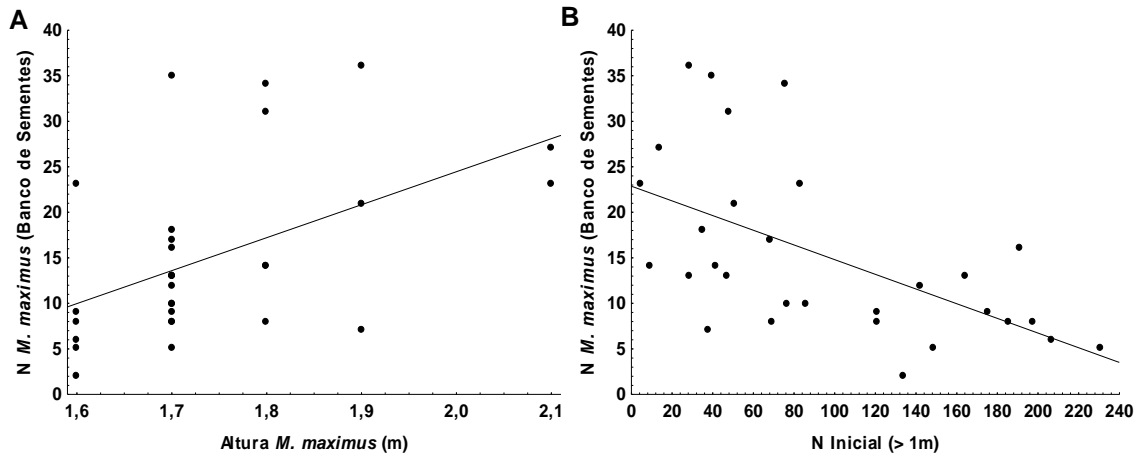 A
N M. maximus (Banco de Sementes)
40
35
30
25
20
15
10
5
0
1,6 1,7 1,8 1,9 2,0 2,1
Altura M. maximus (m)
B
N M. maximus (Banco de Sementes)
40
35
30
25
20
15
10
5
0
0 20 40 60 80 100 120 140 160 180 200 220 240
N Inicial (> 1m)